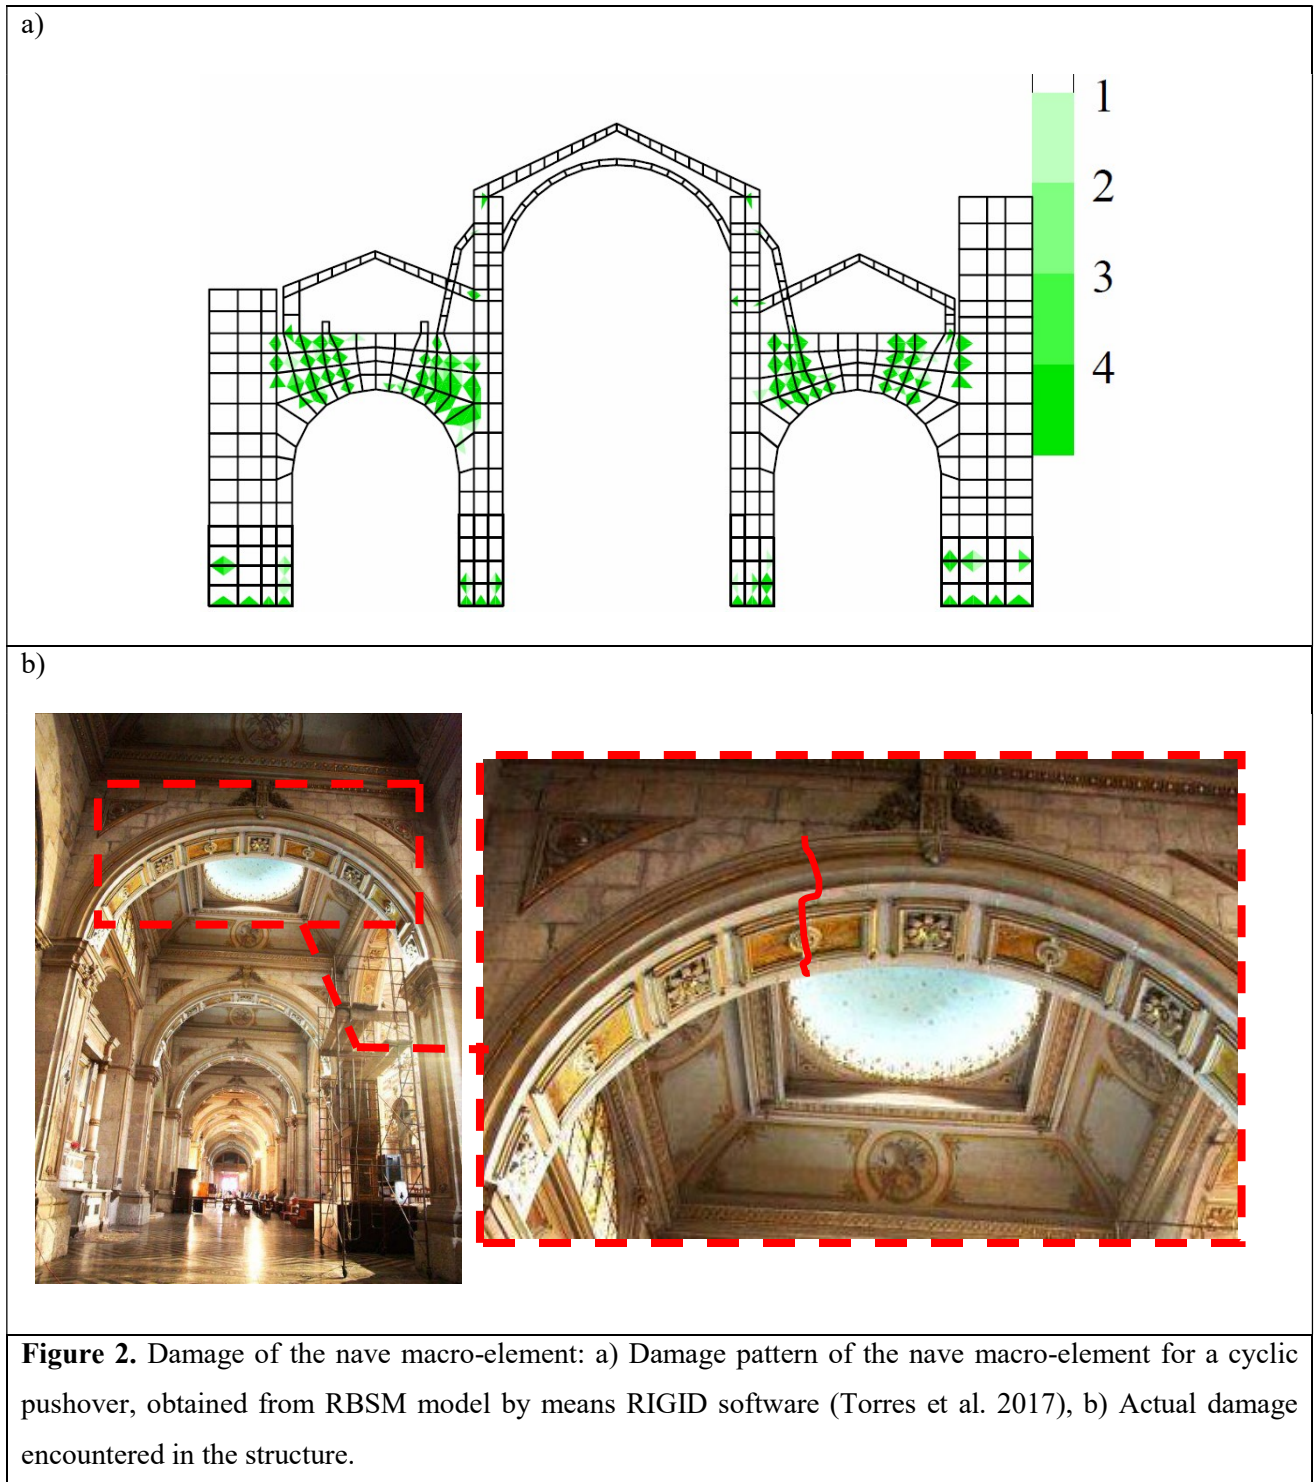 a)
1
2
3
4
b)
Figure 2. Damage of the nave macro-element: a) Damage pattern of the nave macro-element for a cyclic
pushover, obtained from RBSM model by means RIGID software (Torres et al. 2017), b) Actual damage
encountered in the structure.